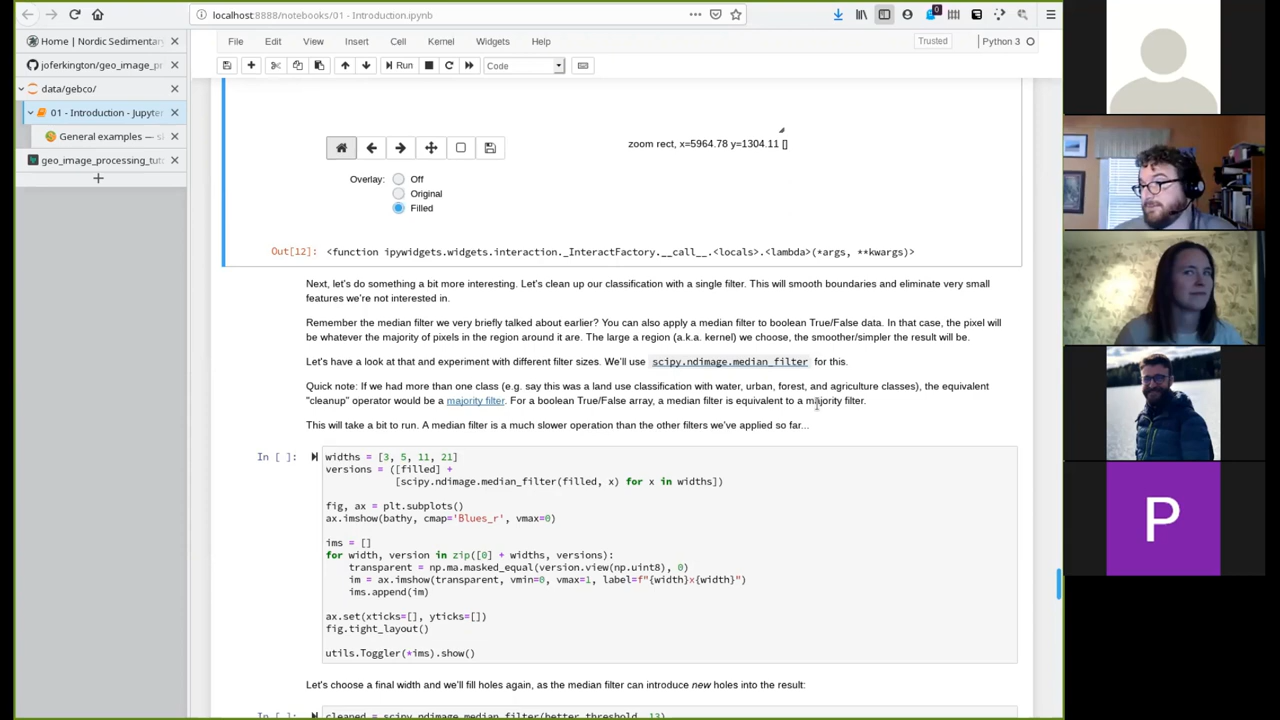 localhost:8888/notebooks/01 - Introduction.ipynb
0
Home | Nordic Sedimentar
joferkington/geo_image_pr
data/gebco/
01 - Introduction - Jupyter
General examples — s
geo_image_processing_tut
File Edit View Insert Cell Kernel Widgets Help
Trusted Python 3
Run Code
zoom rect, x=5964.78 y=1304.11 []
Overlay: Off
Original
Filled
Out[12]: <function ipywidgets.widgets.interaction._InteractFactory.__call__.<locals>.<lambda>(*args, **kwargs)>
Next, let's do something a bit more interesting. Let's clean up our classification with a single filter. This will smooth boundaries and eliminate very small
features we're not interested in.
Remember the median filter we very briefly talked about earlier? You can also apply a median filter to boolean True/False data. In that case, the pixel will
be whatever the majority of pixels in the region around it are. The large a region (a.k.a. kernel) we choose, the smoother/simpler the result will be.
Let's have a look at that and experiment with different filter sizes. We'll use scipy.ndimage.median_filter for this.
Quick note: If we had more than one class (e.g. say this was a land use classification with water, urban, forest, and agriculture classes), the equivalent
"cleanup" operator would be a majority filter. For a boolean True/False array, a median filter is equivalent to a majority filter.
This will take a bit to run. A median filter is a much slower operation than the other filters we've applied so far...
In [ ]: widths = [3, 5, 11, 21]
versions = ([filled] +
[scipy.ndimage.median_filter(filled, x) for x in widths])
fig, ax = plt.subplots()
ax.imshow(bathy, cmap='Blues_r', vmax=0)
ims = []
for width, version in zip([0] + widths, versions):
transparent = np.ma.masked_equal(version.view(np.uint8), 0)
im = ax.imshow(transparent, vmin=0, vmax=1, label=f"{width}x{width}")
ims.append(im)
ax.set(xticks=[], yticks=[])
fig.tight_layout()
utils.Toggler(*ims).show()
Let's choose a final width and we'll fill holes again, as the median filter can introduce new holes into the result:
In [ ]: cleaned = scipy.ndimage.median_filter(better_threshold, 13)
P